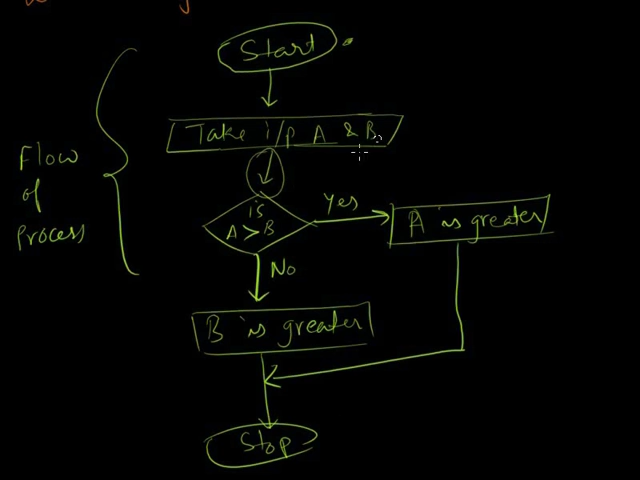 Start
Take i/p A & B
Flow
of
Process
is
A > B
Yes
A is greater
No
B is greater
Stop